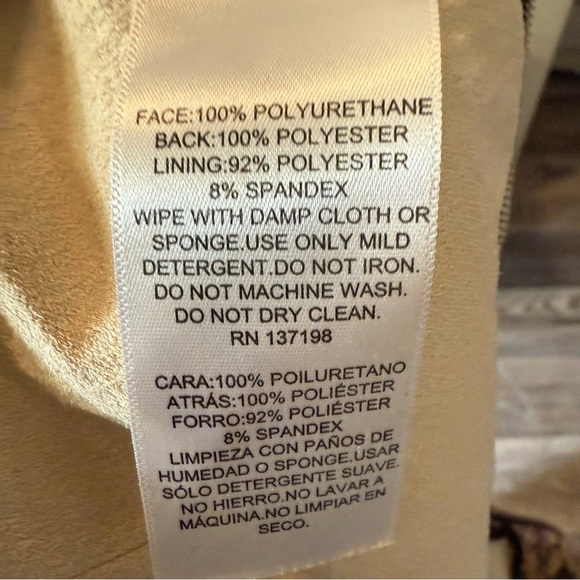 FACE:100% POLYURETHANE
BACK:100% POLYESTER
LINING:92% POLYESTER
8% SPANDEX
WIPE WITH DAMP CLOTH OR
SPONGE.USE ONLY MILD
DETERGENT.DO NOT IRON.
DO NOT MACHINE WASH.
DO NOT DRY CLEAN.
RN 137198
CARA:100% POILURETANO
ATRÁS:100% POLIÉSTER
FORRO:92% POLIÉSTER
8% SPANDEX
LIMPIEZA CON PAÑOS DE
HUMEDAD O SPONGE.USAR
SÓLO DETERGENTE SUAVE.
NO HIERRO.NO LAVAR A
MÁQUINA.NO LIMPIAR EN
SECO.